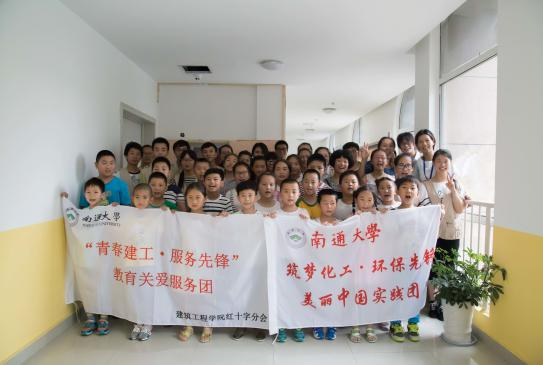 南通大學
“青春建工·服务先锋”
教育关爱服务团
建筑工程学院红十字分会
南通大學
筑梦化工·环保先锋
美丽中国实践团